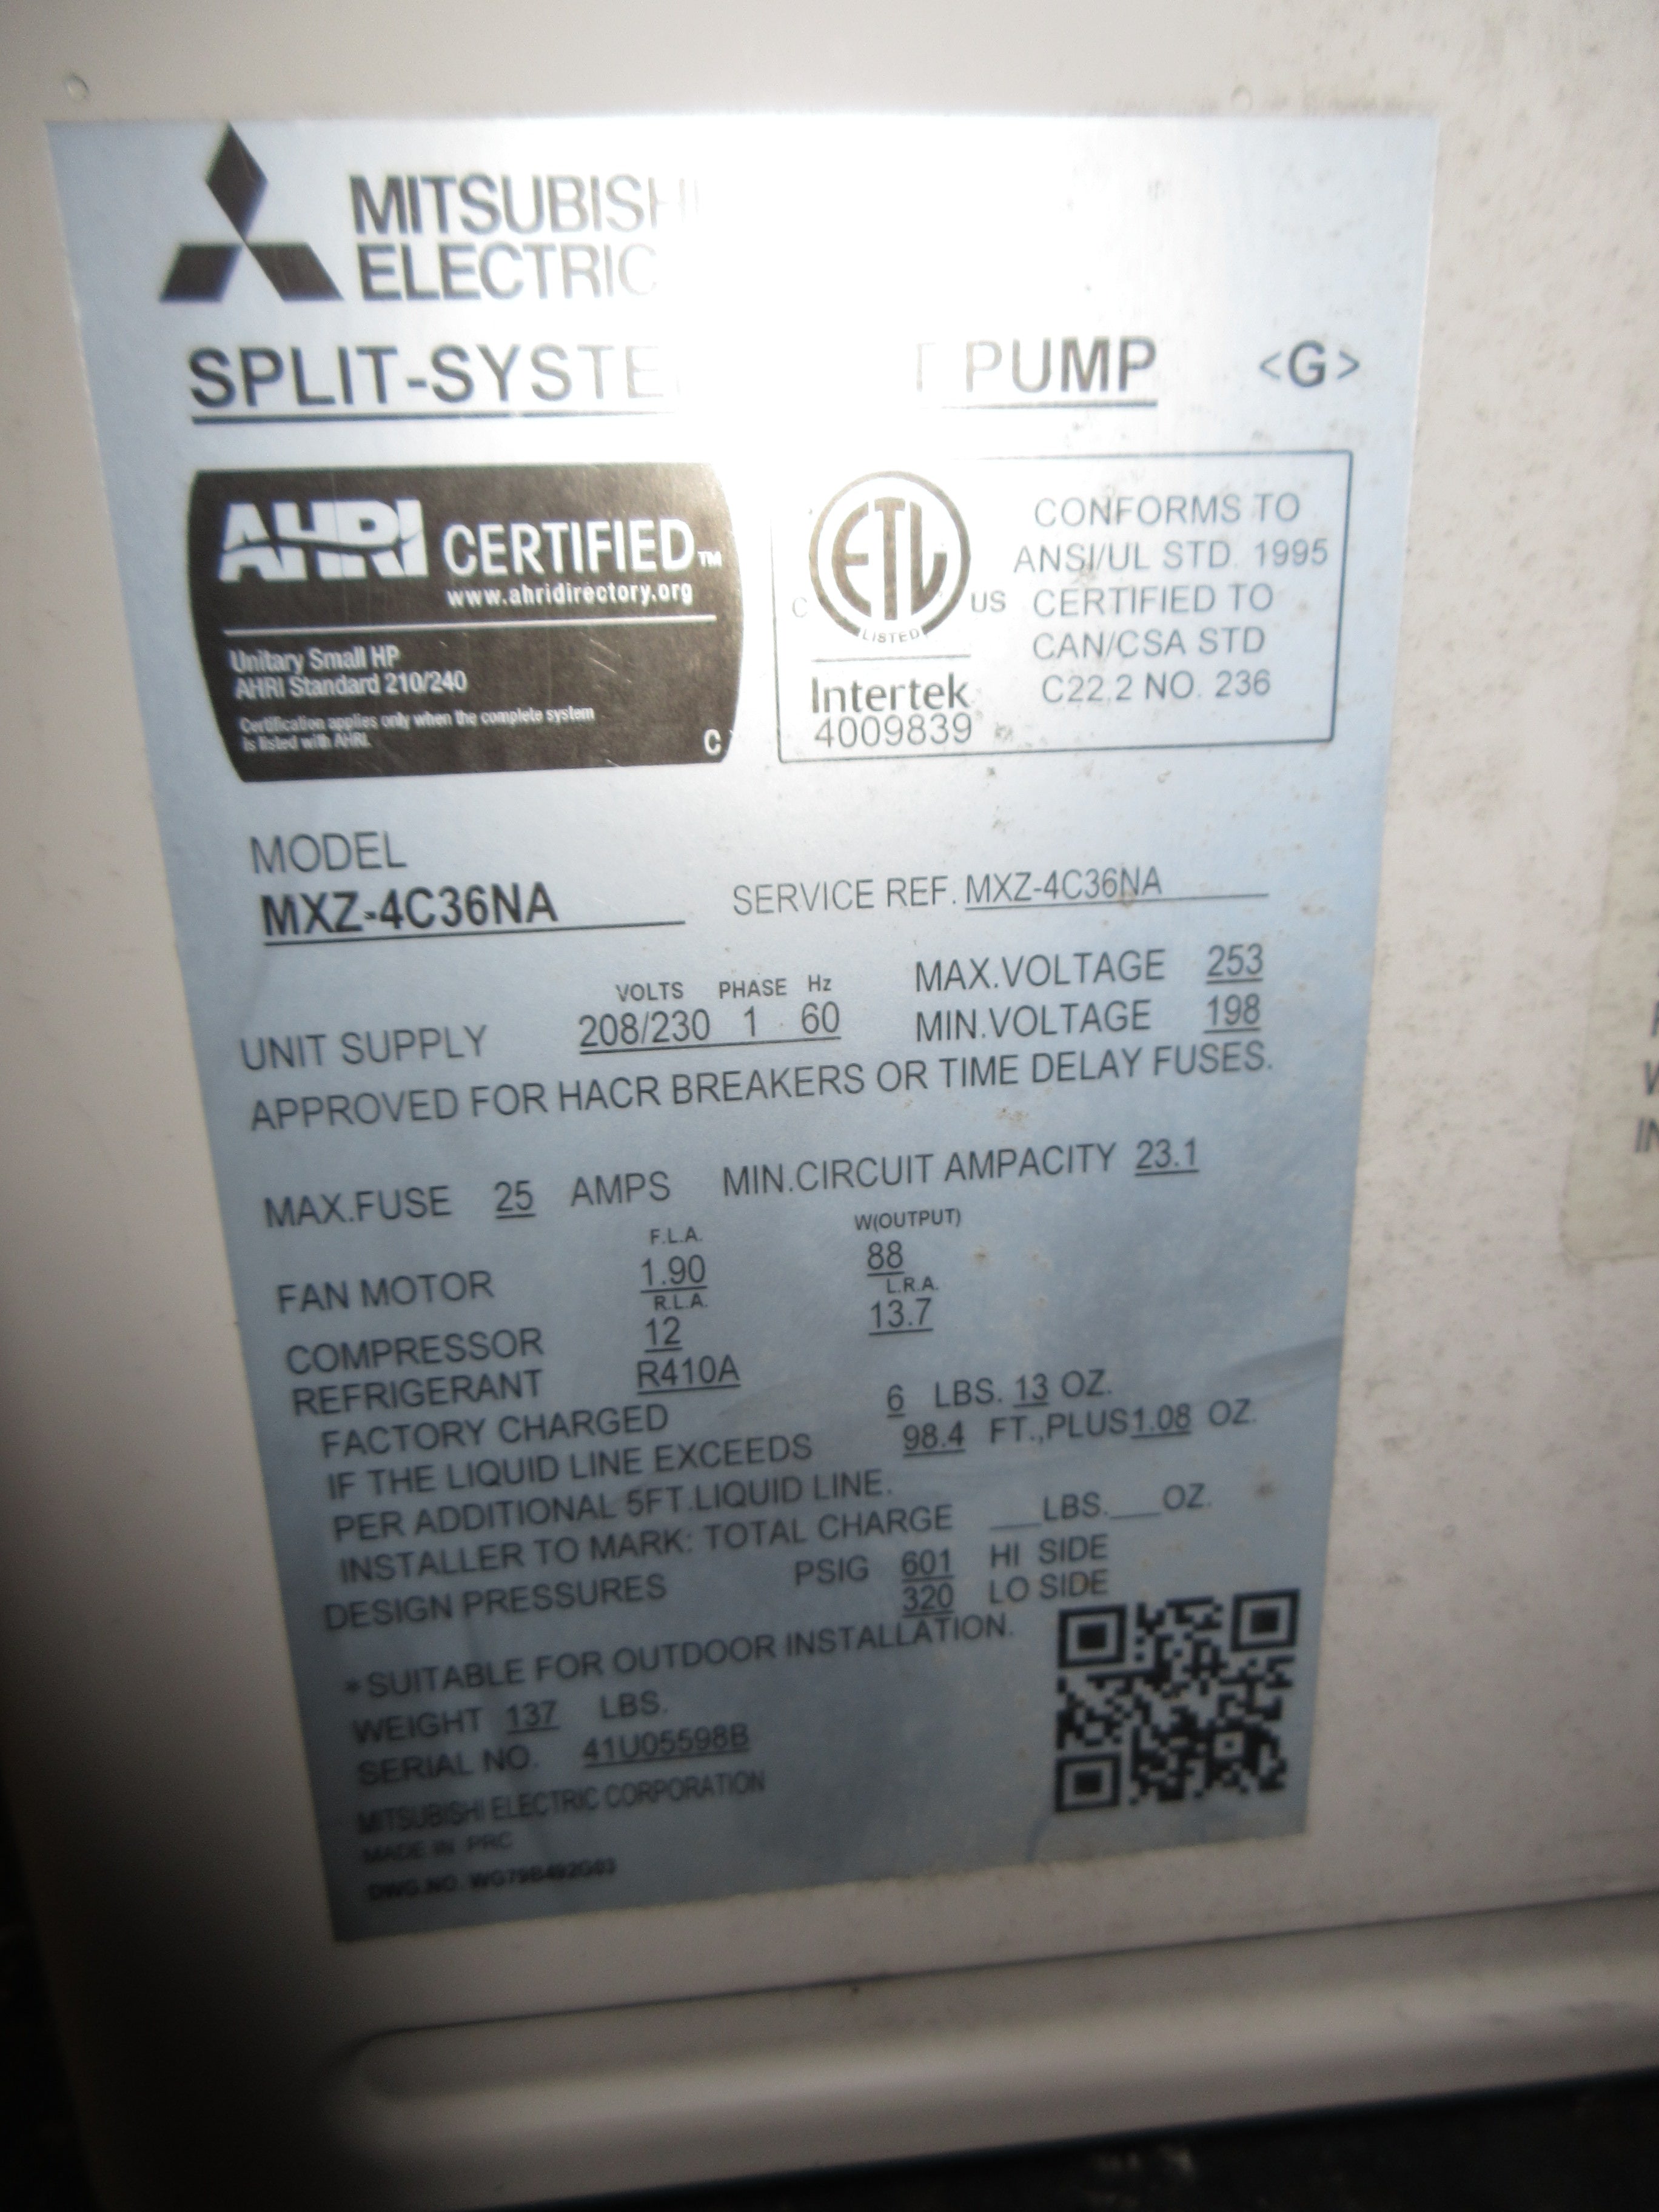 MITSUBISHI
ELECTRIC
SPLIT-SYSTE T PUMP <G>
AHRI CERTIFIED™
www.ahridirectory.org
Unitary Small HP
AHRI Standard 210/240
Certification applies only when the complete system
is listed with AHRI.
C
C ETL US
LISTED
Intertek
4009839
CONFORMS TO
ANSI/UL STD. 1995
CERTIFIED TO
CAN/CSA STD
C22.2 NO. 236
MODEL
MXZ-4C36NA SERVICE REF. MXZ-4C36NA
VOLTS PHASE Hz
UNIT SUPPLY 208/230 1 60
MAX.VOLTAGE 253
MIN.VOLTAGE 198
APPROVED FOR HACR BREAKERS OR TIME DELAY FUSES.
MAX.FUSE 25 AMPS MIN.CIRCUIT AMPACITY 23.1
F.L.A. W(OUTPUT)
FAN MOTOR 1.90 88
R.L.A. L.R.A.
COMPRESSOR 12 13.7
REFRIGERANT R410A
FACTORY CHARGED 6 LBS. 13 OZ.
IF THE LIQUID LINE EXCEEDS 98.4 FT.,PLUS 1.08 OZ.
PER ADDITIONAL 5FT.LIQUID LINE.
INSTALLER TO MARK: TOTAL CHARGE __LBS.__OZ.
DESIGN PRESSURES PSIG 601 HI SIDE
320 LO SIDE
*SUITABLE FOR OUTDOOR INSTALLATION.
WEIGHT 137 LBS.
SERIAL NO. 41U05598B
MITSUBISHI ELECTRIC CORPORATION
MADE IN PRC
DWG.NO. WG79B492G03